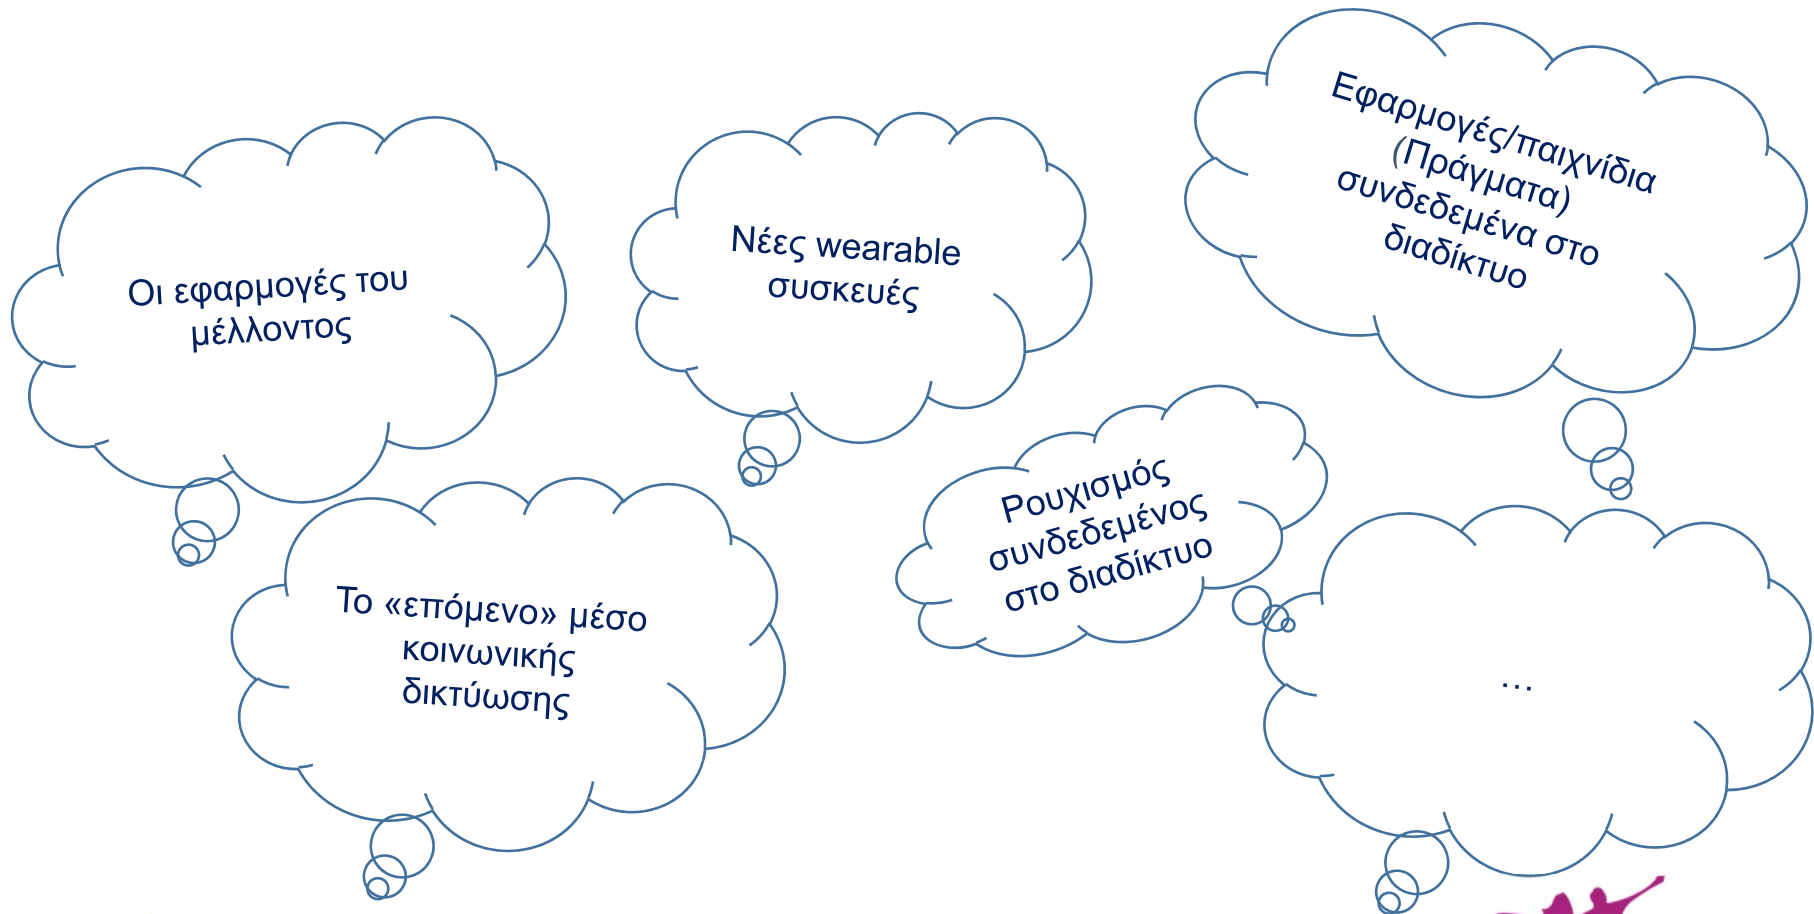 Οι εφαρμογές του
μέλλοντος
Νέες wearable
συσκευές
Εφαρμογές/παιχνίδια
(Πράγματα)
συνδεδεμένα στο
διαδίκτυο
Το «επόμενο» μέσο
κοινωνικής
δικτύωσης
Ρουχισμός
συνδεδεμένος
στο διαδίκτυο
…